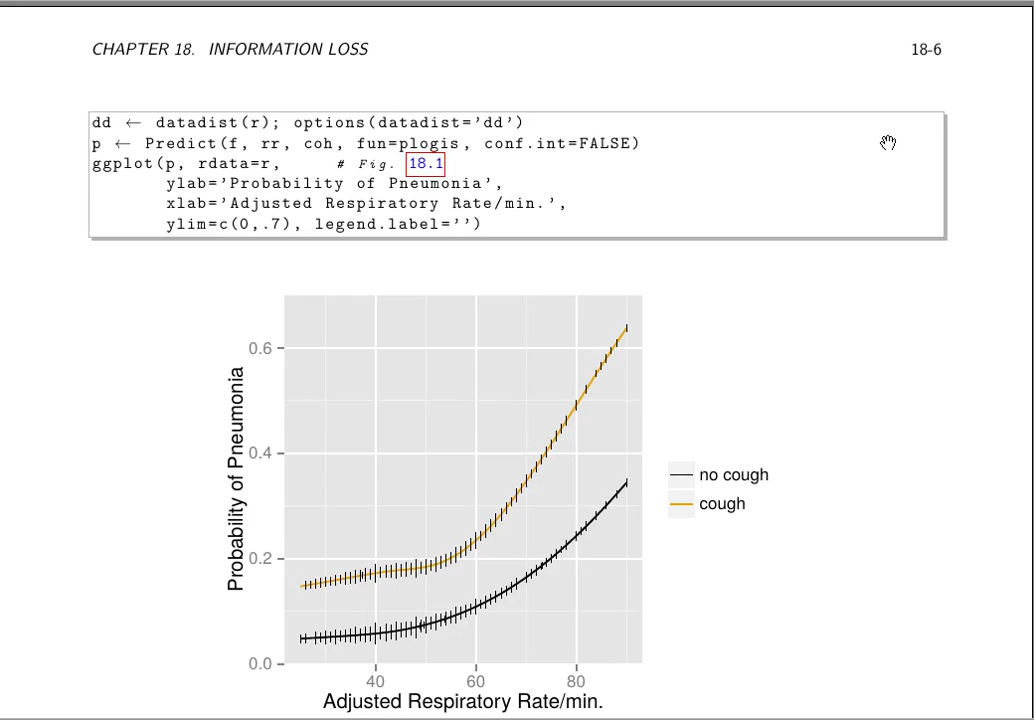 CHAPTER 18. INFORMATION LOSS 18-6
dd ← datadist(r); options(datadist='dd')
p ← Predict(f, rr, coh, fun=plogis, conf.int=FALSE)
ggplot(p, rdata=r, # Fig. 18.1
ylab='Probability of Pneumonia',
xlab='Adjusted Respiratory Rate/min.',
ylim=c(0,.7), legend.label='')
0.6
0.4
0.2
0.0
Probability of Pneumonia
40 60 80
Adjusted Respiratory Rate/min.
no cough
cough